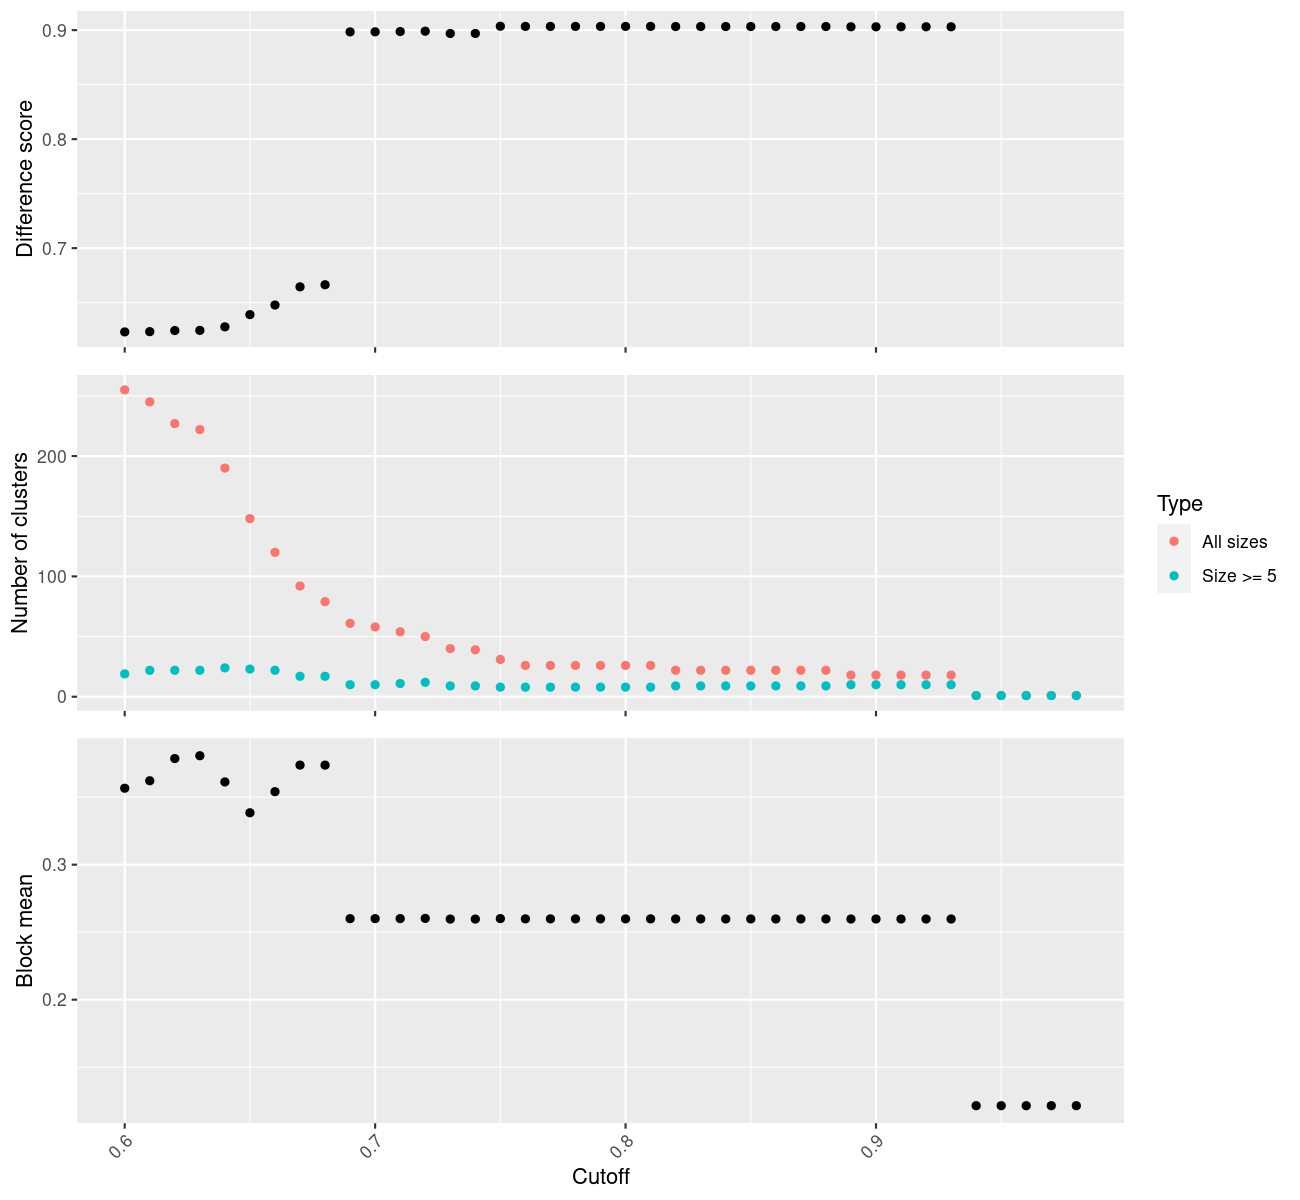 Difference score
0.9
0.8
0.7
Number of clusters
200
100
0
Block mean
0.3
0.2
0.6
0.7
0.8
0.9
Cutoff
Type
All sizes
Size >= 5